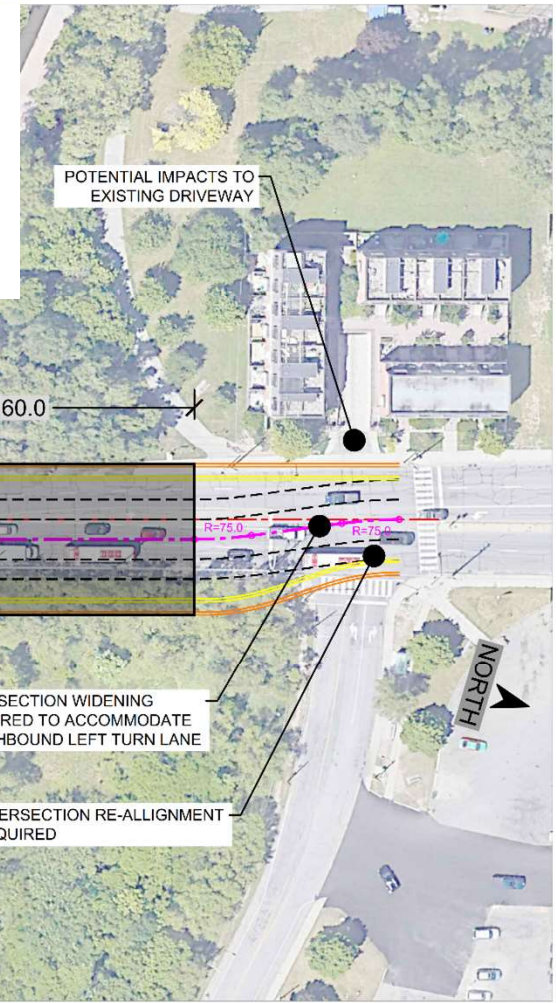 POTENTIAL IMPACTS TO
EXISTING DRIVEWAY
60.0
R=75.0
R=75.0
SECTION WIDENING
RED TO ACCOMMODATE
HBOUND LEFT TURN LANE
ERSECTION RE-ALLIGNMENT
QUIRED
NORTH